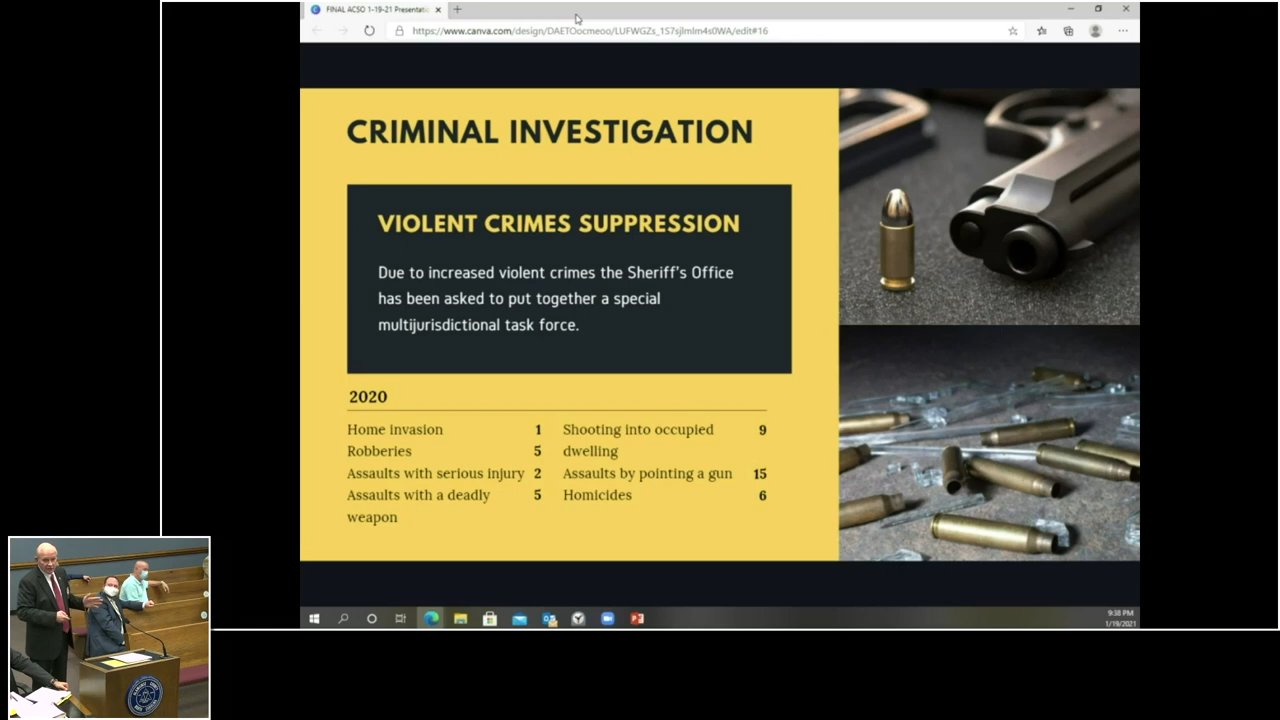 FINAL ACSO 1-19-21 Presentati
https://www.canva.com/design/DAETOocmeoo/LUFWGZs_1S7sjlmlm4s0WA/edit#16
CRIMINAL INVESTIGATION
VIOLENT CRIMES SUPPRESSION
Due to increased violent crimes the Sheriff's Office
has been asked to put together a special
multijurisdictional task force.
2020
Home invasion 1
Robberies 5
Assaults with serious injury 2
Assaults with a deadly 5
weapon
Shooting into occupied 9
dwelling
Assaults by pointing a gun 15
Homicides 6
9:38 PM
1/19/2021